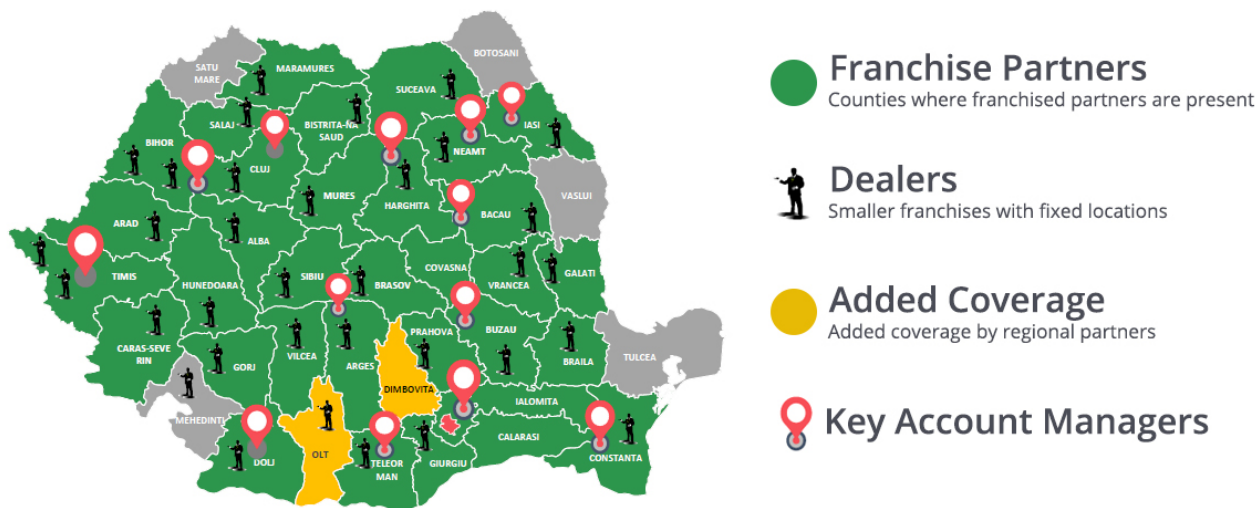 BOTOSANI
SATU
MARE
MARAMURES
SUCEAVA
SALAJ
BISTRITA-NA
SAUD
IASI
BIHOR
NEAMT
CLUJ
MURES
HARGHITA
BACAU
VASLUI
ARAD
ALBA
TIMIS
HUNEDOARA
SIBIU
BRASOV
COVASNA
VRANCEA
GALATI
CARAS-SEVE
RIN
GORJ
VILCEA
ARGES
PRAHOVA
BUZAU
BRAILA
TULCEA
DIMBOVITA
MEHEDINTI
IALOMITA
CALARASI
DOLJ
OLT
TELEOR
MAN
GIURGIU
CONSTANTA
Franchise Partners
Counties where franchised partners are present
Dealers
Smaller franchises with fixed locations
Added Coverage
Added coverage by regional partners
Key Account Managers